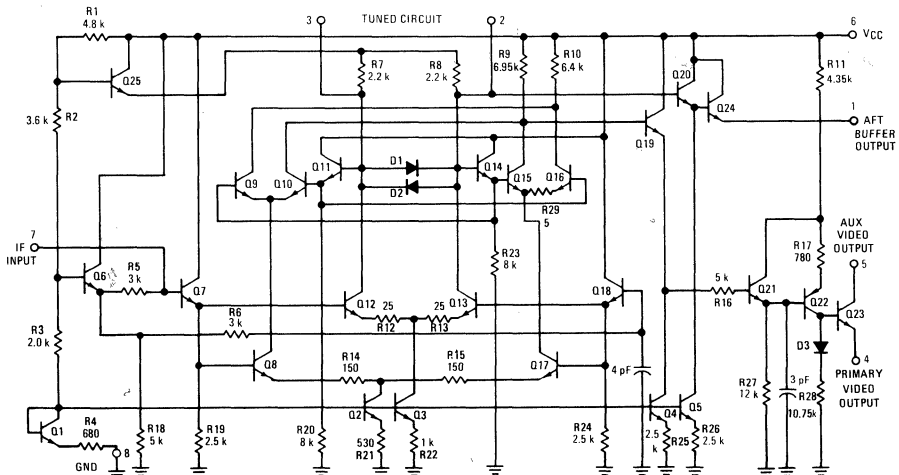 R1
4.8 k
3
TUNED CIRCUIT
2
6
VCC
R7
2.2 k
R8
2.2 k
R9
6.95k
R10
6.4 k
Q20
R11
4.35k
Q25
3.6 k
R2
Q24
1
AFT
BUFFER
OUTPUT
Q19
Q11
D1
Q14
Q9
Q10
D2
Q15
Q16
R29
5
7
IF
INPUT
Q6
R5
3 k
Q7
R23
8 k
AUX
VIDEO
OUTPUT
R17
780
5
Q12
25
R12
25
R13
Q13
Q18
5 k
R16
Q21
Q22
Q23
R3
2.0 k
R6
3 k
Q8
R14
150
R15
150
Q17
4 pF
D3
4
PRIMARY
VIDEO
OUTPUT
Q1
R4
680
8
GND
R18
5 k
R19
2.5 k
R20
8 k
Q2
530
R21
Q3
1 k
R22
R24
2.5 k
Q4
2.5
k
R25
Q5
R26
2.5 k
R27
12 k
3 pF
R28
10.75k